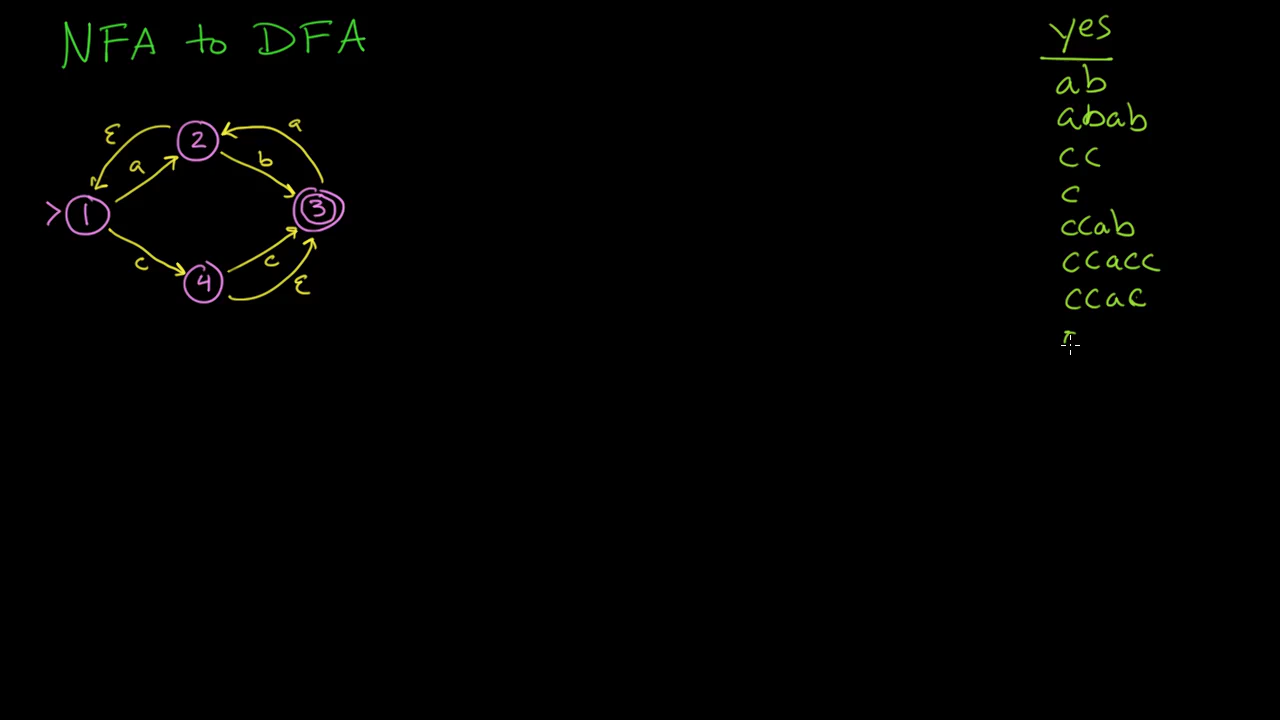 NFA to DFA
yes
ab
abab
cc
c
ccab
ccacc
ccac
ε a 2 a b
> 1 3
c 4 c ε